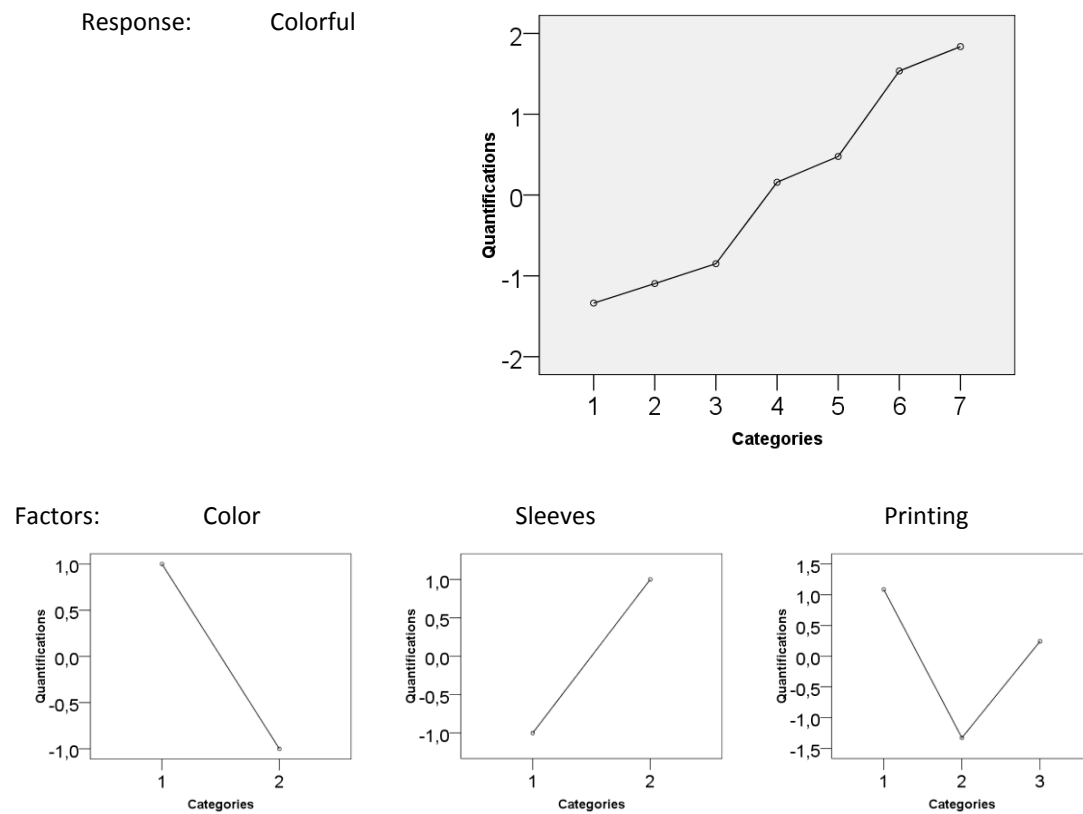 Response: Colorful
2
1
0
-1
-2
Quantifications
1 2 3 4 5 6 7
Categories
Factors: Color Sleeves Printing
1,0
0,5
0,0
-0,5
-1,0
Quantifications
1 2
Categories
1,0
0,5
0,0
-0,5
-1,0
Quantifications
1 2
Categories
1,5
1,0
0,5
0,0
-0,5
-1,0
-1,5
Quantifications
1 2 3
Categories